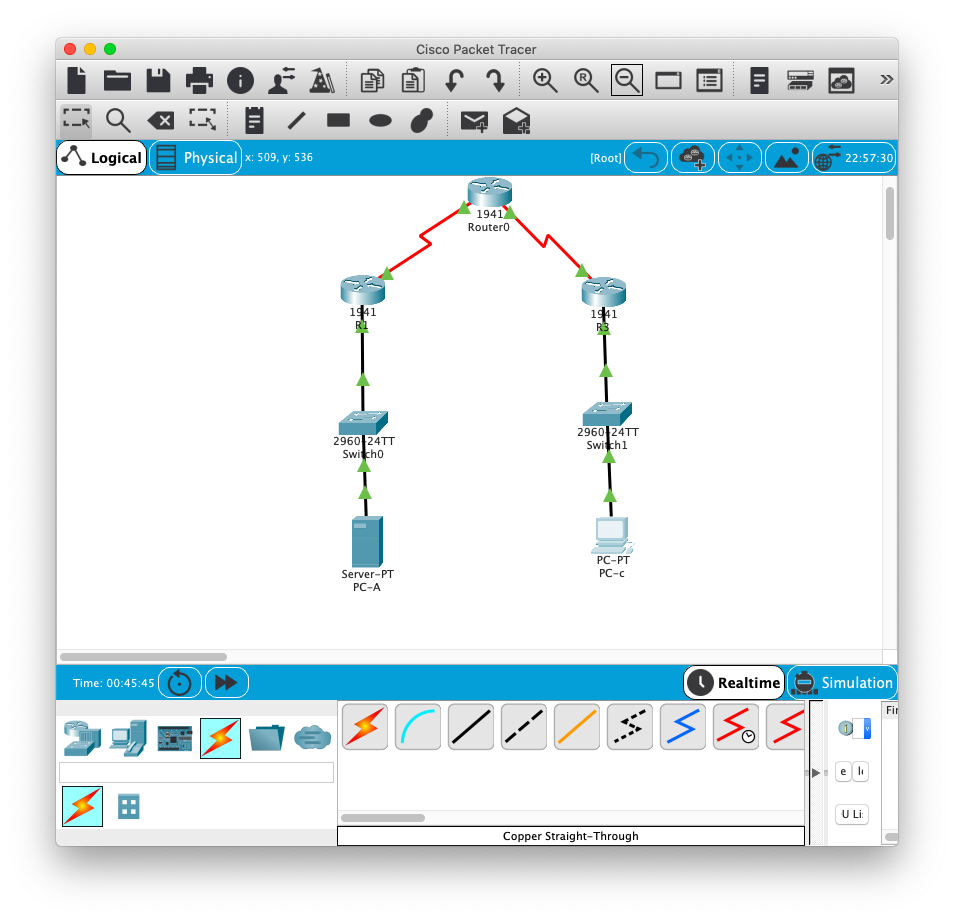 Cisco Packet Tracer
Logical
Physical
x: 509, y: 536
[Root]
22:57:30
1941
Router0
1941
R1
1941
R3
2960-24TT
Switch0
2960-24TT
Switch1
Server-PT
PC-A
PC-PT
PC-c
Time: 00:45:45
Realtime
Simulation
Copper Straight-Through